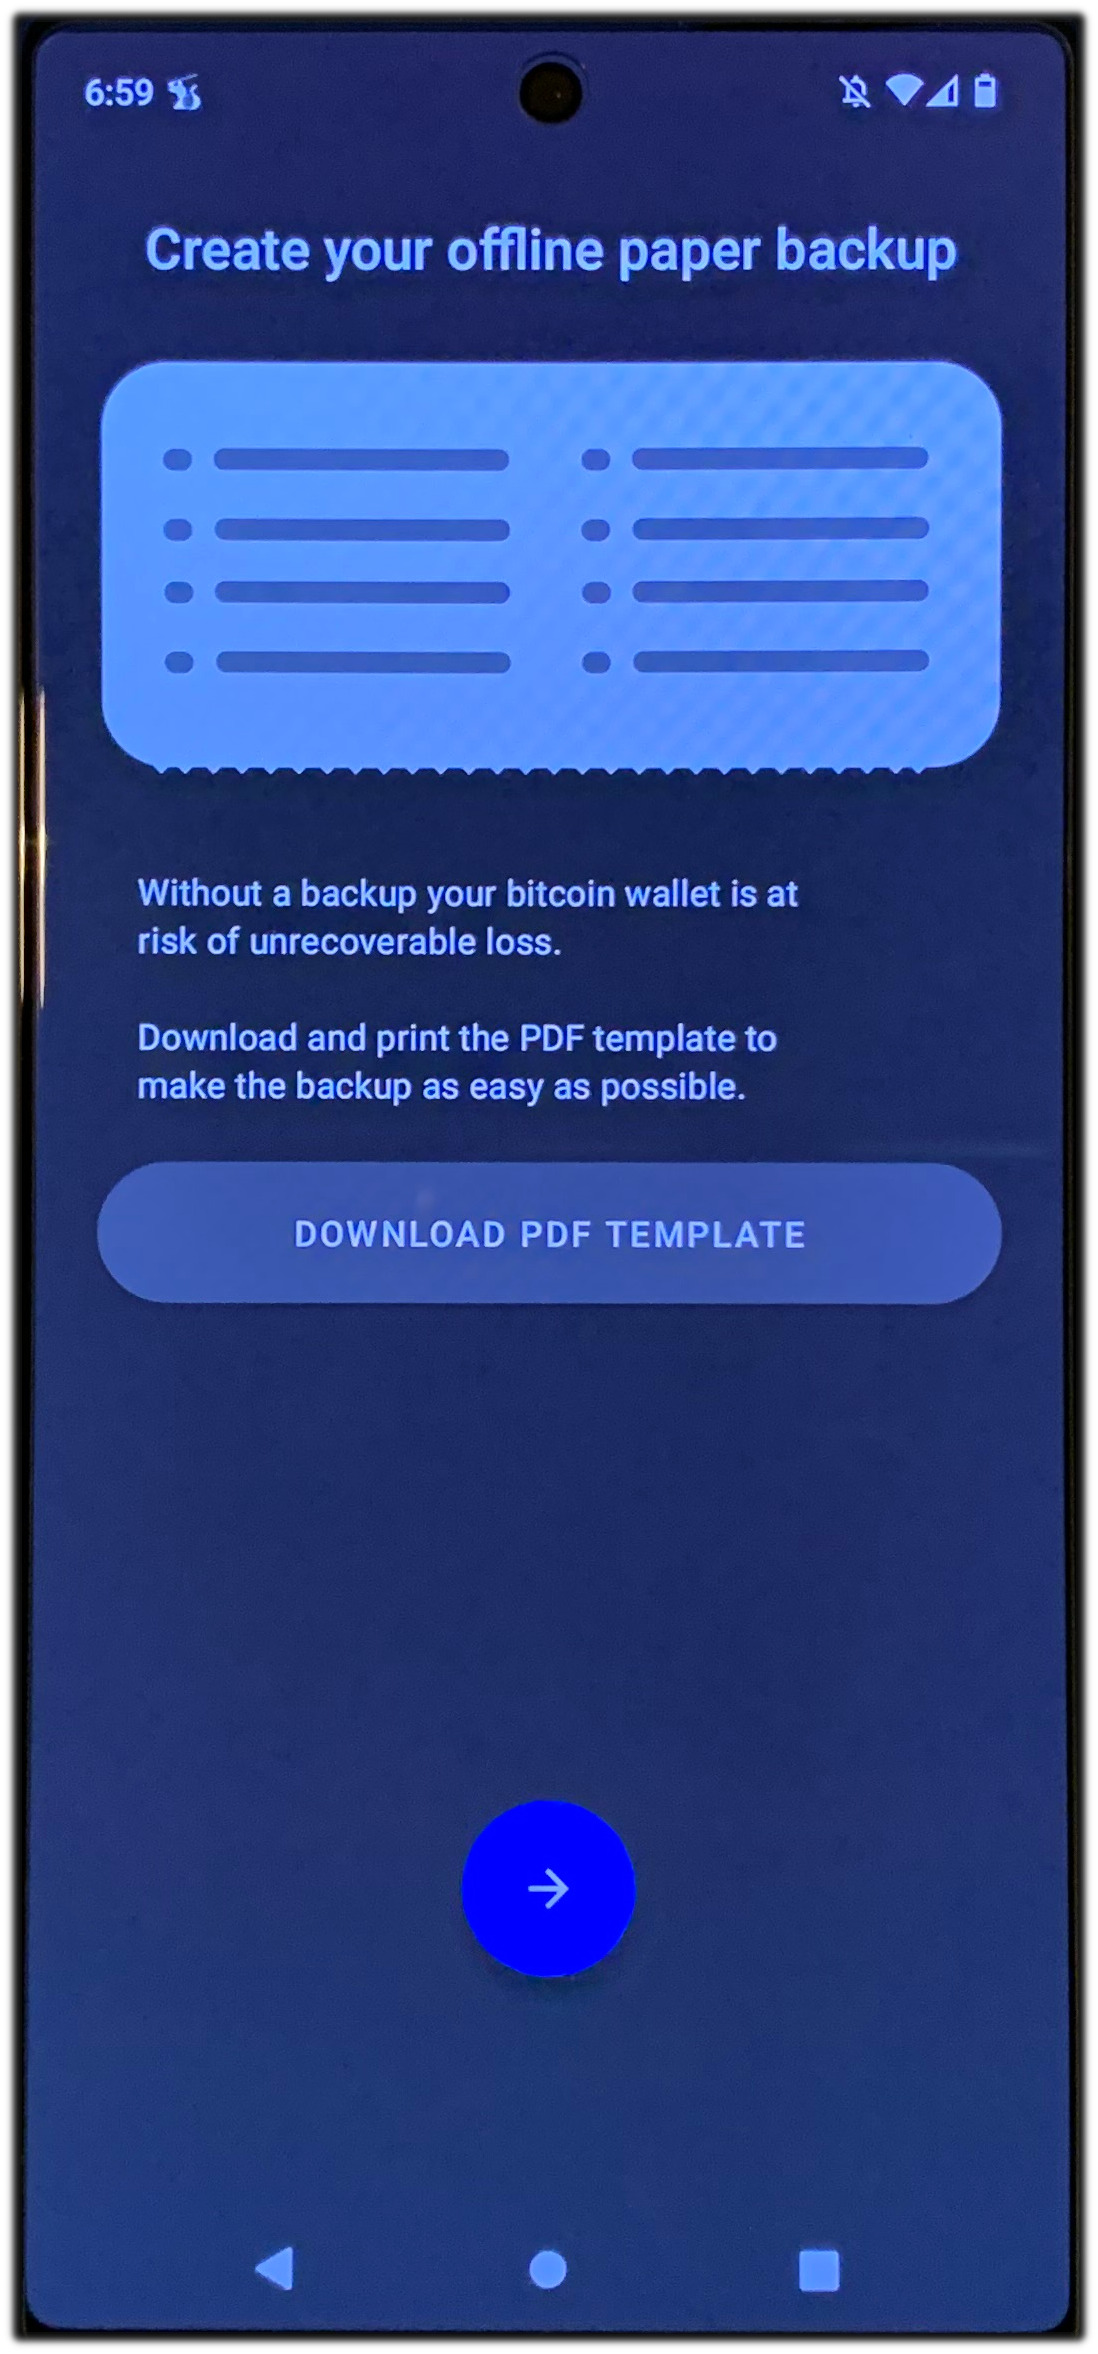 6:59
Create your offline paper backup
Without a backup your bitcoin wallet is at
risk of unrecoverable loss.
Download and print the PDF template to
make the backup as easy as possible.
DOWNLOAD PDF TEMPLATE